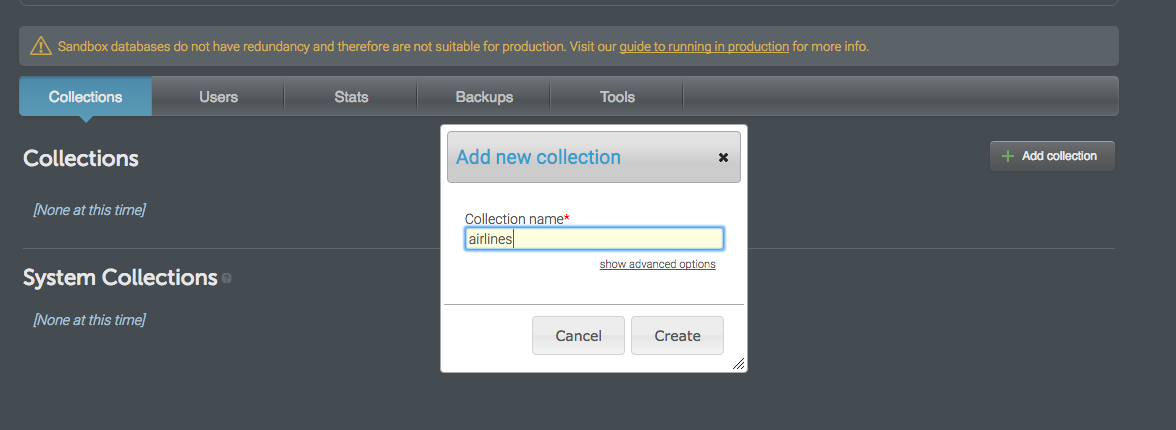 Sandbox databases do not have redundancy and therefore are not suitable for production. Visit our guide to running in production for more info.
Collections Users Stats Backups Tools
Collections
+ Add collection
[None at this time]
System Collections ?
[None at this time]
Add new collection ×
Collection name*
airlines
show advanced options
Cancel Create